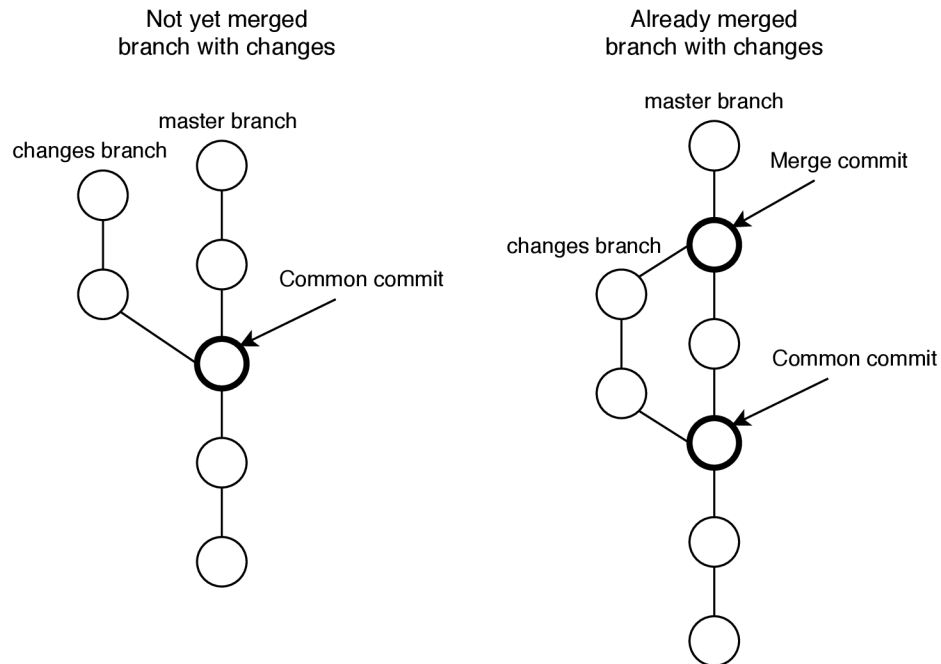 Not yet merged
branch with changes
master branch
changes branch
Common commit
Already merged
branch with changes
master branch
Merge commit
changes branch
Common commit